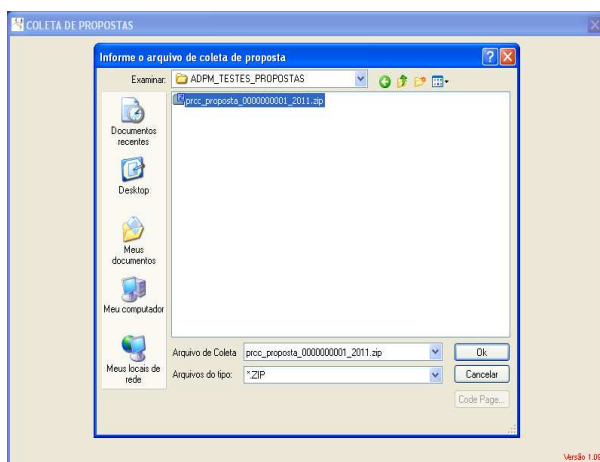 COLETA DE PROPOSTAS
Informe o arquivo de coleta de proposta
Examinar: ADPM_TESTES_PROPOSTAS
prcc_proposta_0000000001_2011.zip
Documentos
recentes
Desktop
Meus
documentos
Meu computador
Meus locais de
rede
Arquivo de Coleta prcc_proposta_0000000001_2011.zip Ok
Arquivos do tipo: *.ZIP Cancelar
Code Page...